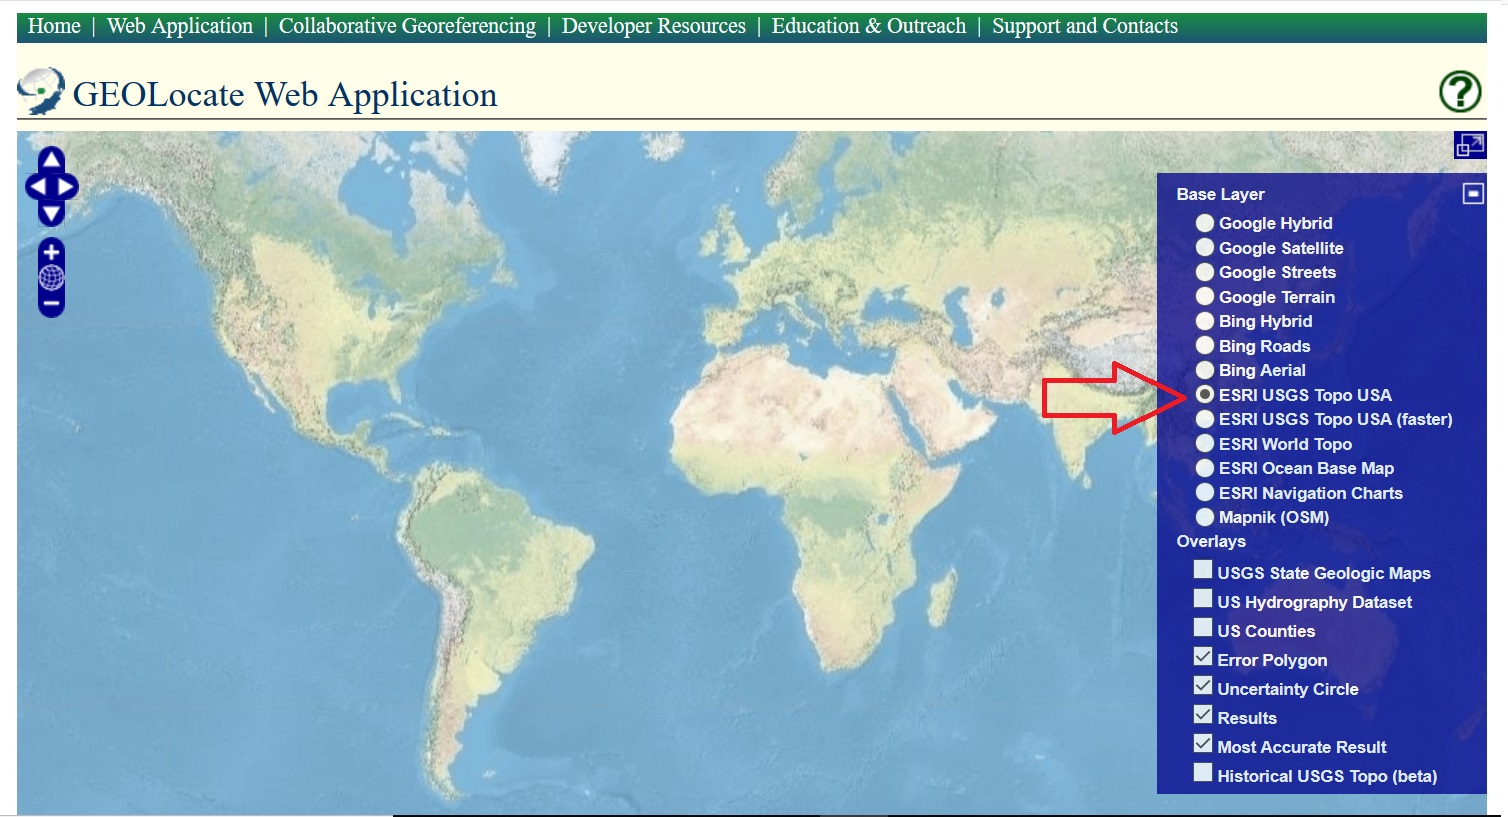 Home | Web Application | Collaborative Georeferencing | Developer Resources | Education & Outreach | Support and Contacts
GEOLocate Web Application
?
Base Layer
Google Hybrid
Google Satellite
Google Streets
Google Terrain
Bing Hybrid
Bing Roads
Bing Aerial
ESRI USGS Topo USA
ESRI USGS Topo USA (faster)
ESRI World Topo
ESRI Ocean Base Map
ESRI Navigation Charts
Mapnik (OSM)
Overlays
USGS State Geologic Maps
US Hydrography Dataset
US Counties
Error Polygon
Uncertainty Circle
Results
Most Accurate Result
Historical USGS Topo (beta)